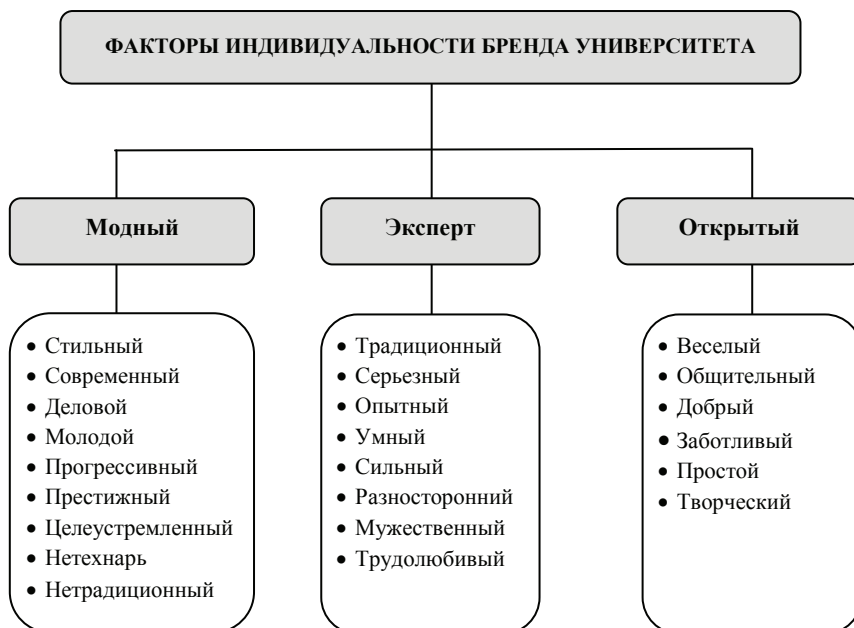 ФАКТОРЫ ИНДИВИДУАЛЬНОСТИ БРЕНДА УНИВЕРСИТЕТА
Модный
• Стильный
• Современный
• Деловой
• Молодой
• Прогрессивный
• Престижный
• Целеустремленный
• Нетехнарь
• Нетрадиционный
Эксперт
• Традиционный
• Серьезный
• Опытный
• Умный
• Сильный
• Разносторонний
• Мужественный
• Трудолюбивый
Открытый
• Веселый
• Общительный
• Добрый
• Заботливый
• Простой
• Творческий